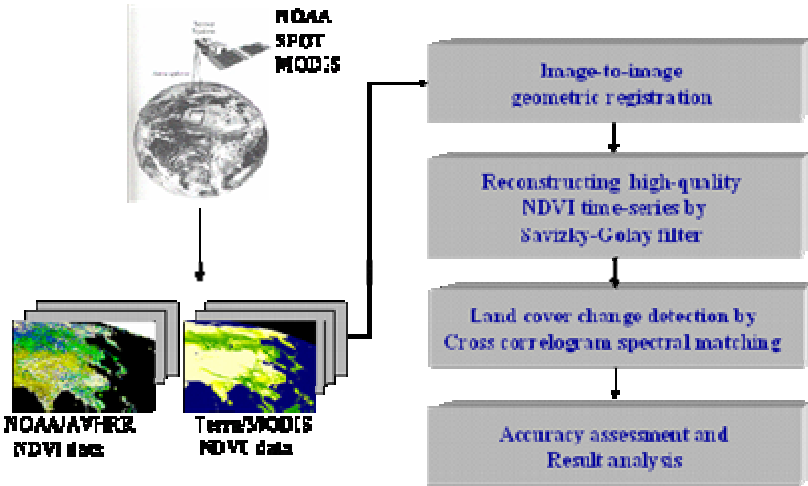 NOAA
SPOT
MODIS
Image-to-image
geometric registration
Reconstructing high-quality
NDVI time-series by
Savizky-Golay filter
Land cover change detection by
Cross correlogram spectral matching
Accuracy assessment and
Result analysis
NOAA/AVHRR
NDVI data
Terra/MODIS
NDVI data